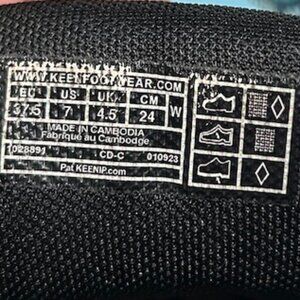 WWW.KEENFOOTWEAR.COM
EU US UK CM W
37.5 7 4.5 24
MADE IN CAMBODIA
Fabriqué au Cambodge
1028891 CD-C 010923
Pat KEENIP.com